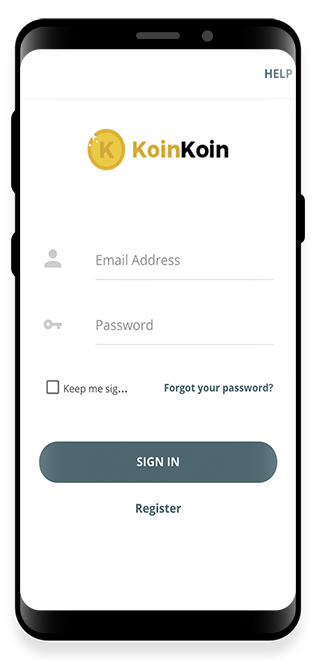 HELP
K KoinKoin
Email Address
Password
Keep me sig... Forgot your password?
SIGN IN
Register